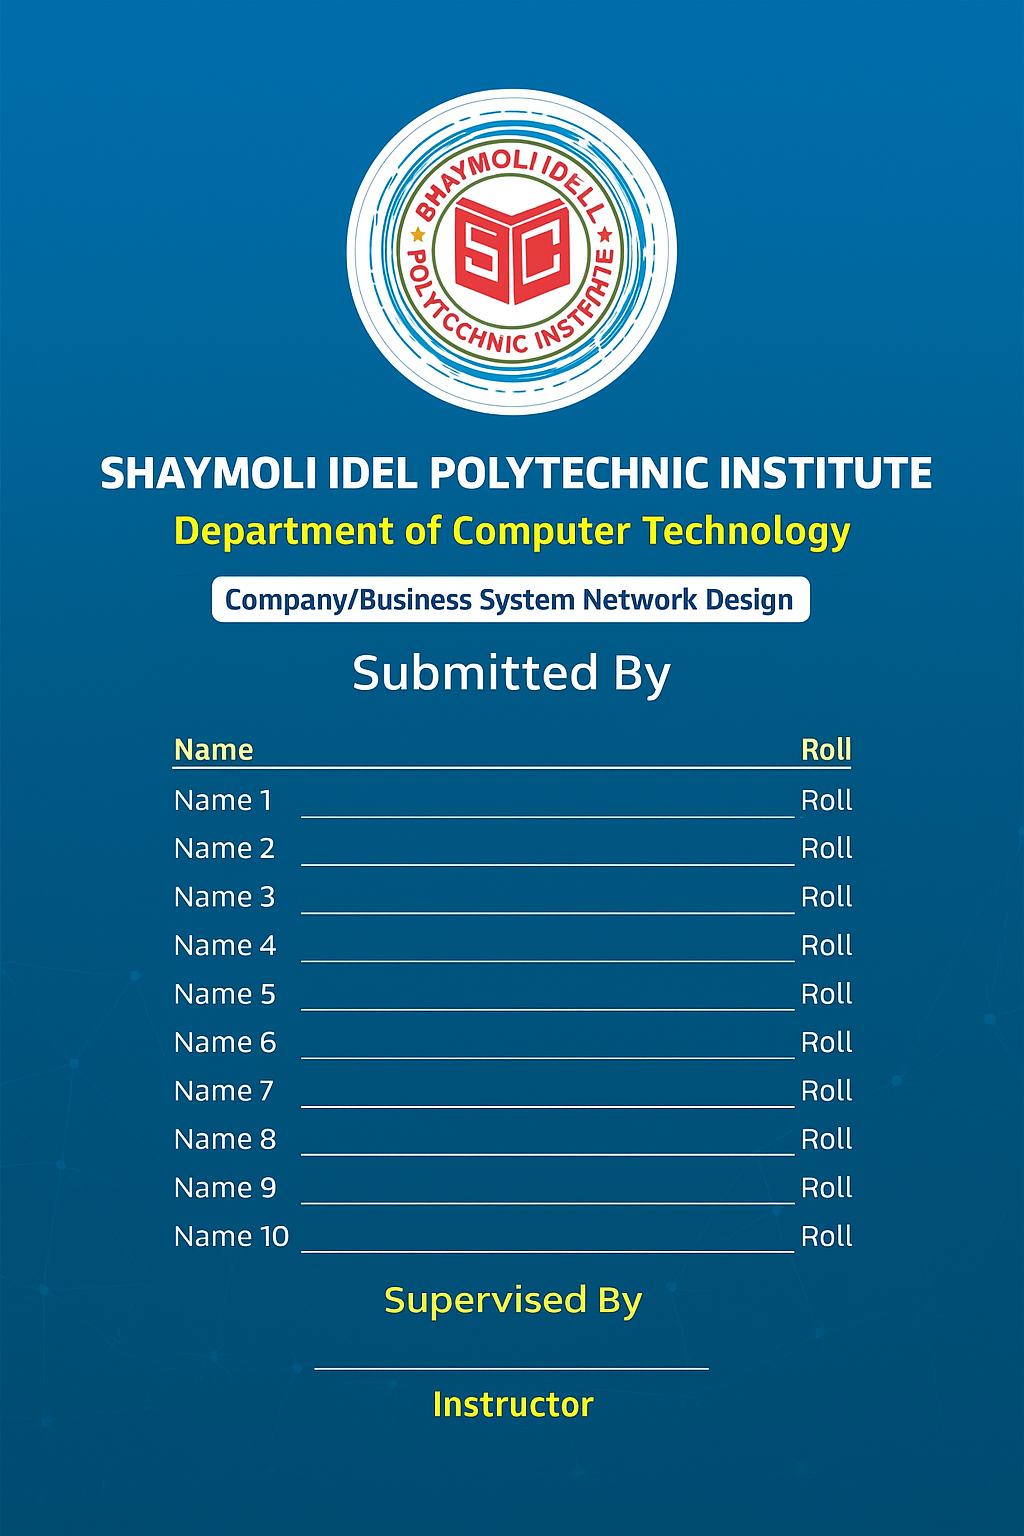 BHAYMOLI IDELL
SC
POLYTCCHNIC
SHAYMOLI IDEL POLYTECHNIC INSTITUTE
Department of Computer Technology
Company/Business System Network Design
Submitted By
Name Roll
Name 1 Roll
Name 2 Roll
Name 3 Roll
Name 4 Roll
Name 5 Roll
Name 6 Roll
Name 7 Roll
Name 8 Roll
Name 9 Roll
Name 10 Roll
Supervised By
Instructor